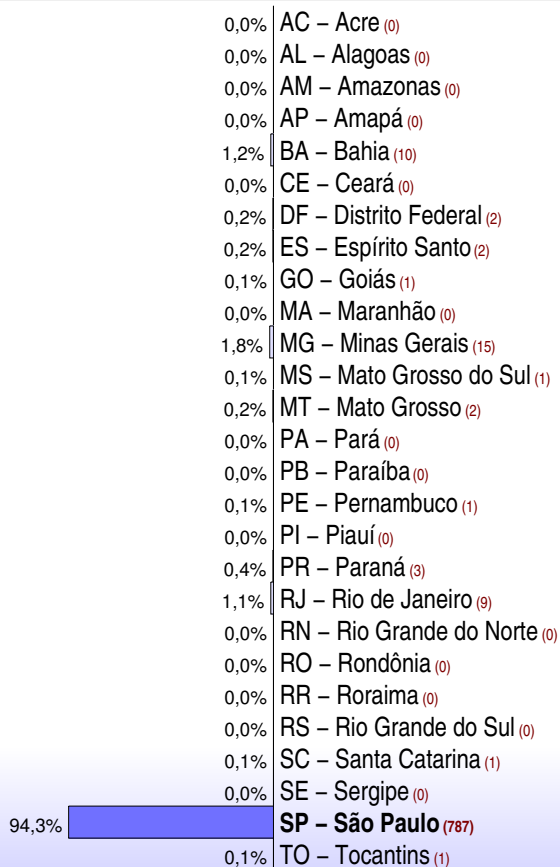 0,0% AC – Acre (0)
0,0% AL – Alagoas (0)
0,0% AM – Amazonas (0)
0,0% AP – Amapá (0)
1,2% BA – Bahia (10)
0,0% CE – Ceará (0)
0,2% DF – Distrito Federal (2)
0,2% ES – Espírito Santo (2)
0,1% GO – Goiás (1)
0,0% MA – Maranhão (0)
1,8% MG – Minas Gerais (15)
0,1% MS – Mato Grosso do Sul (1)
0,2% MT – Mato Grosso (2)
0,0% PA – Pará (0)
0,0% PB – Paraíba (0)
0,1% PE – Pernambuco (1)
0,0% PI – Piauí (0)
0,4% PR – Paraná (3)
1,1% RJ – Rio de Janeiro (9)
0,0% RN – Rio Grande do Norte (0)
0,0% RO – Rondônia (0)
0,0% RR – Roraima (0)
0,0% RS – Rio Grande do Sul (0)
0,1% SC – Santa Catarina (1)
0,0% SE – Sergipe (0)
94,3% SP – São Paulo (787)
0,1% TO – Tocantins (1)